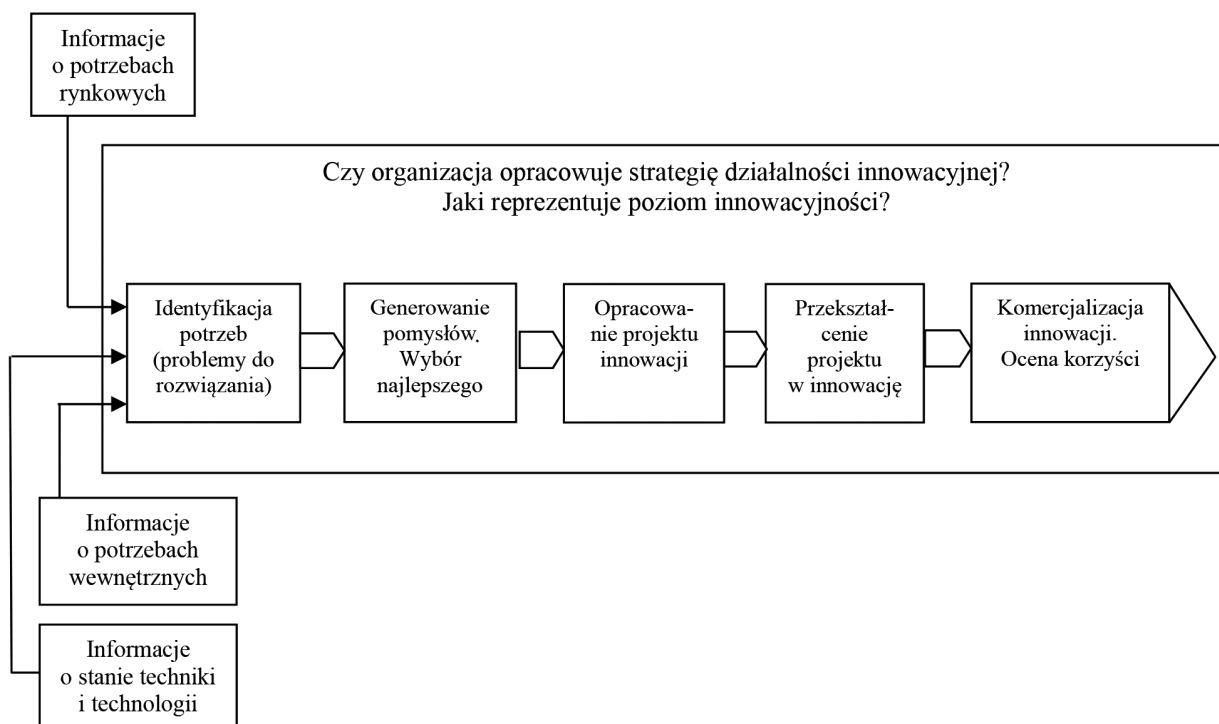 Informacje
o potrzebach
rynkowych
Czy organizacja opracowuje strategię działalności innowacyjnej?
Jaki reprezentuje poziom innowacyjności?
Identyfikacja
potrzeb
(problemy do
rozwiązania)
Generowanie
pomysłów.
Wybór
najlepszego
Opracowa-
nie projektu
innowacji
Przekształ-
cenie
projektu
w innowację
Komercjalizacja
innowacji.
Ocena korzyści
Informacje
o potrzebach
wewnętrznych
Informacje
o stanie techniki
i technologii